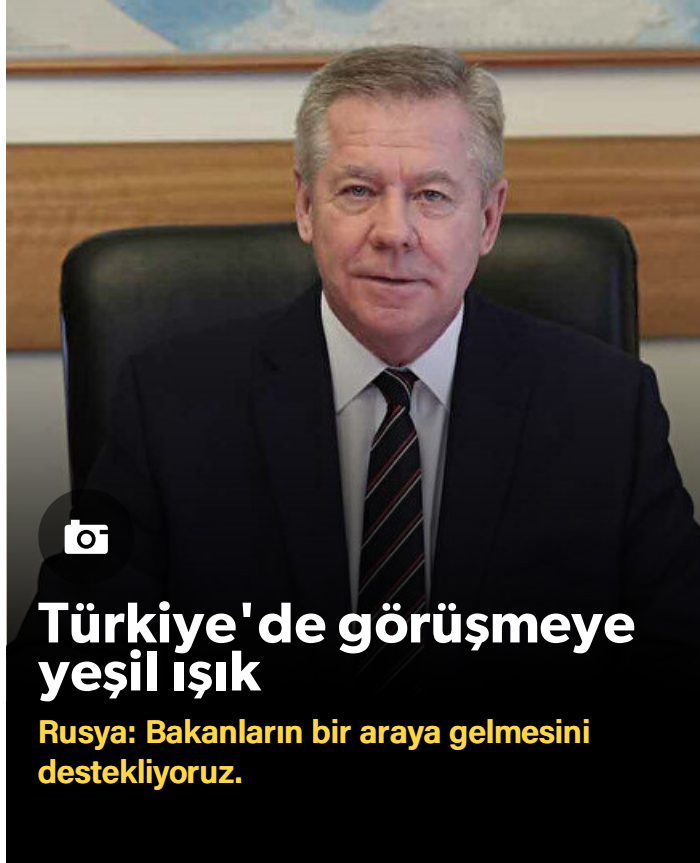 Türkiye'de görüşmeye
yeşil ışık
Rusya: Bakanların bir araya gelmesini
destekliyoruz.